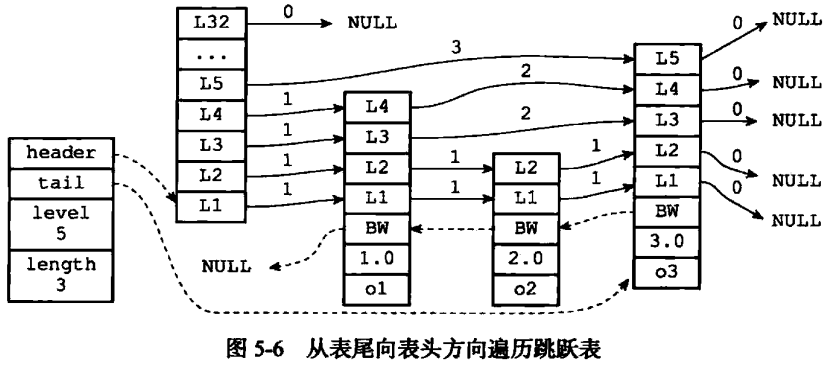 header
tail
level
5
length
3
L32
...
L5
L4
L3
L2
L1
0
NULL
3
1
1
1
1
L4
L3
L2
L1
BW
1.0
o1
NULL
2
2
1
1
L2
L1
BW
2.0
o2
1
1
L5
L4
L3
L2
L1
BW
3.0
o3
0
NULL
0
NULL
0
NULL
0
NULL
0
NULL
图 5-6 从表尾向表头方向遍历跳跃表